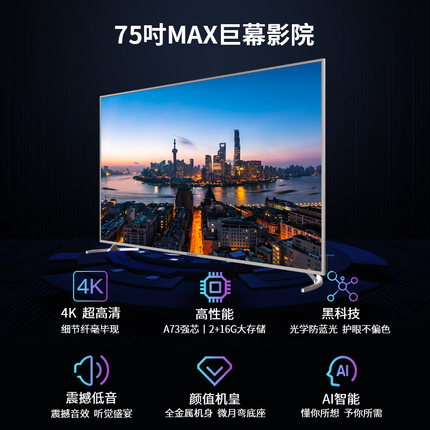 75吋MAX巨幕影院
4K
4K 超高清
细节纤毫毕现
高性能
A73强芯丨2+16G大存储
黑科技
光学防蓝光 护眼不偏色
震撼低音
震撼音效 听觉盛宴
颜值机皇
全金属机身 微月弯底座
AI
AI智能
懂你所想 予你所需